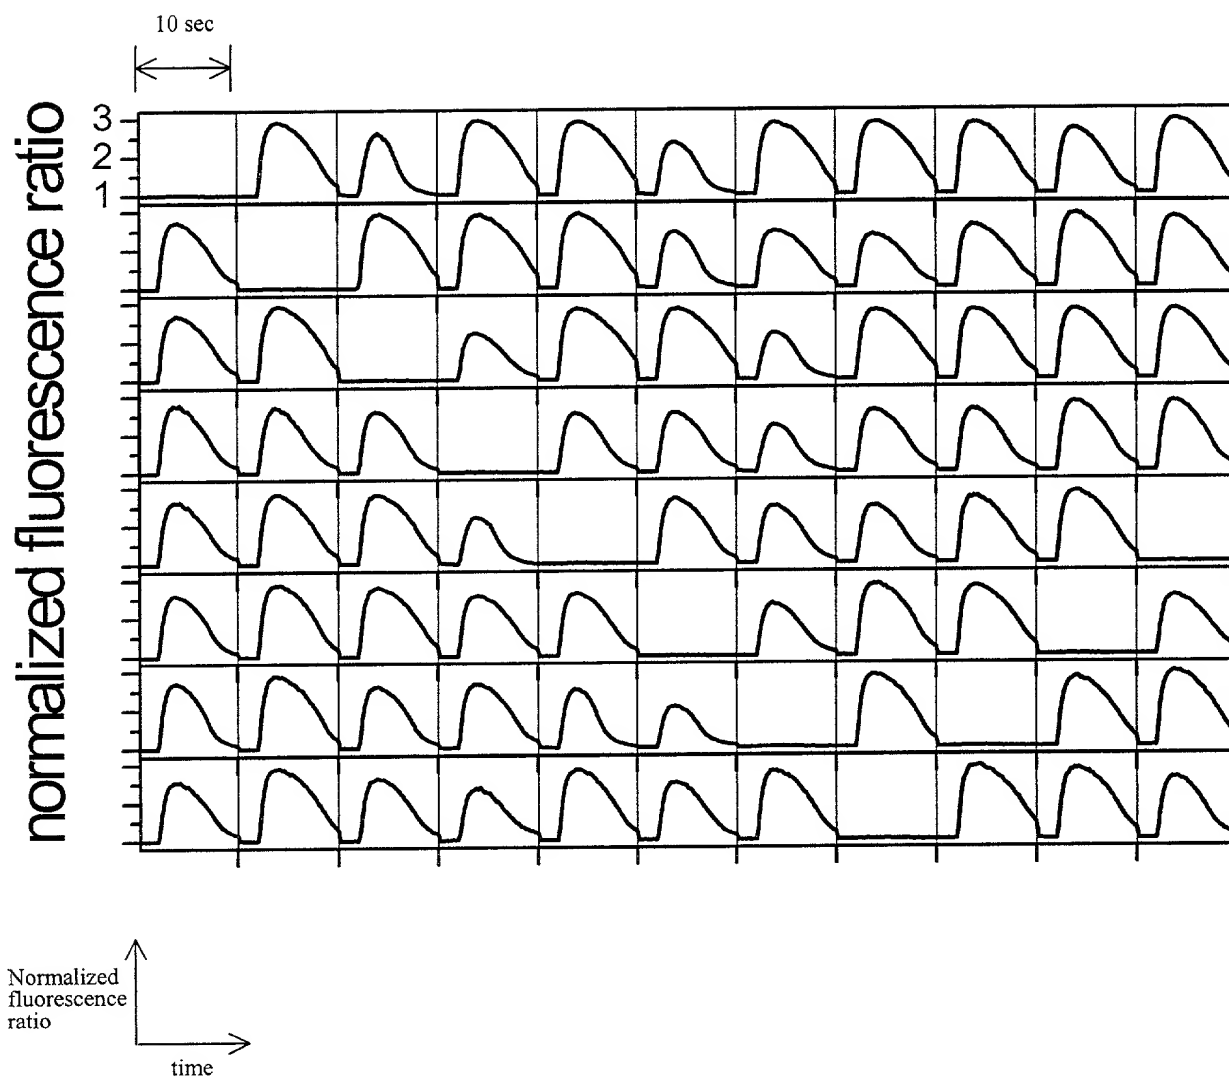 10 sec
normalized fluorescence ratio
3
2
1
Normalized
fluorescence
ratio
time